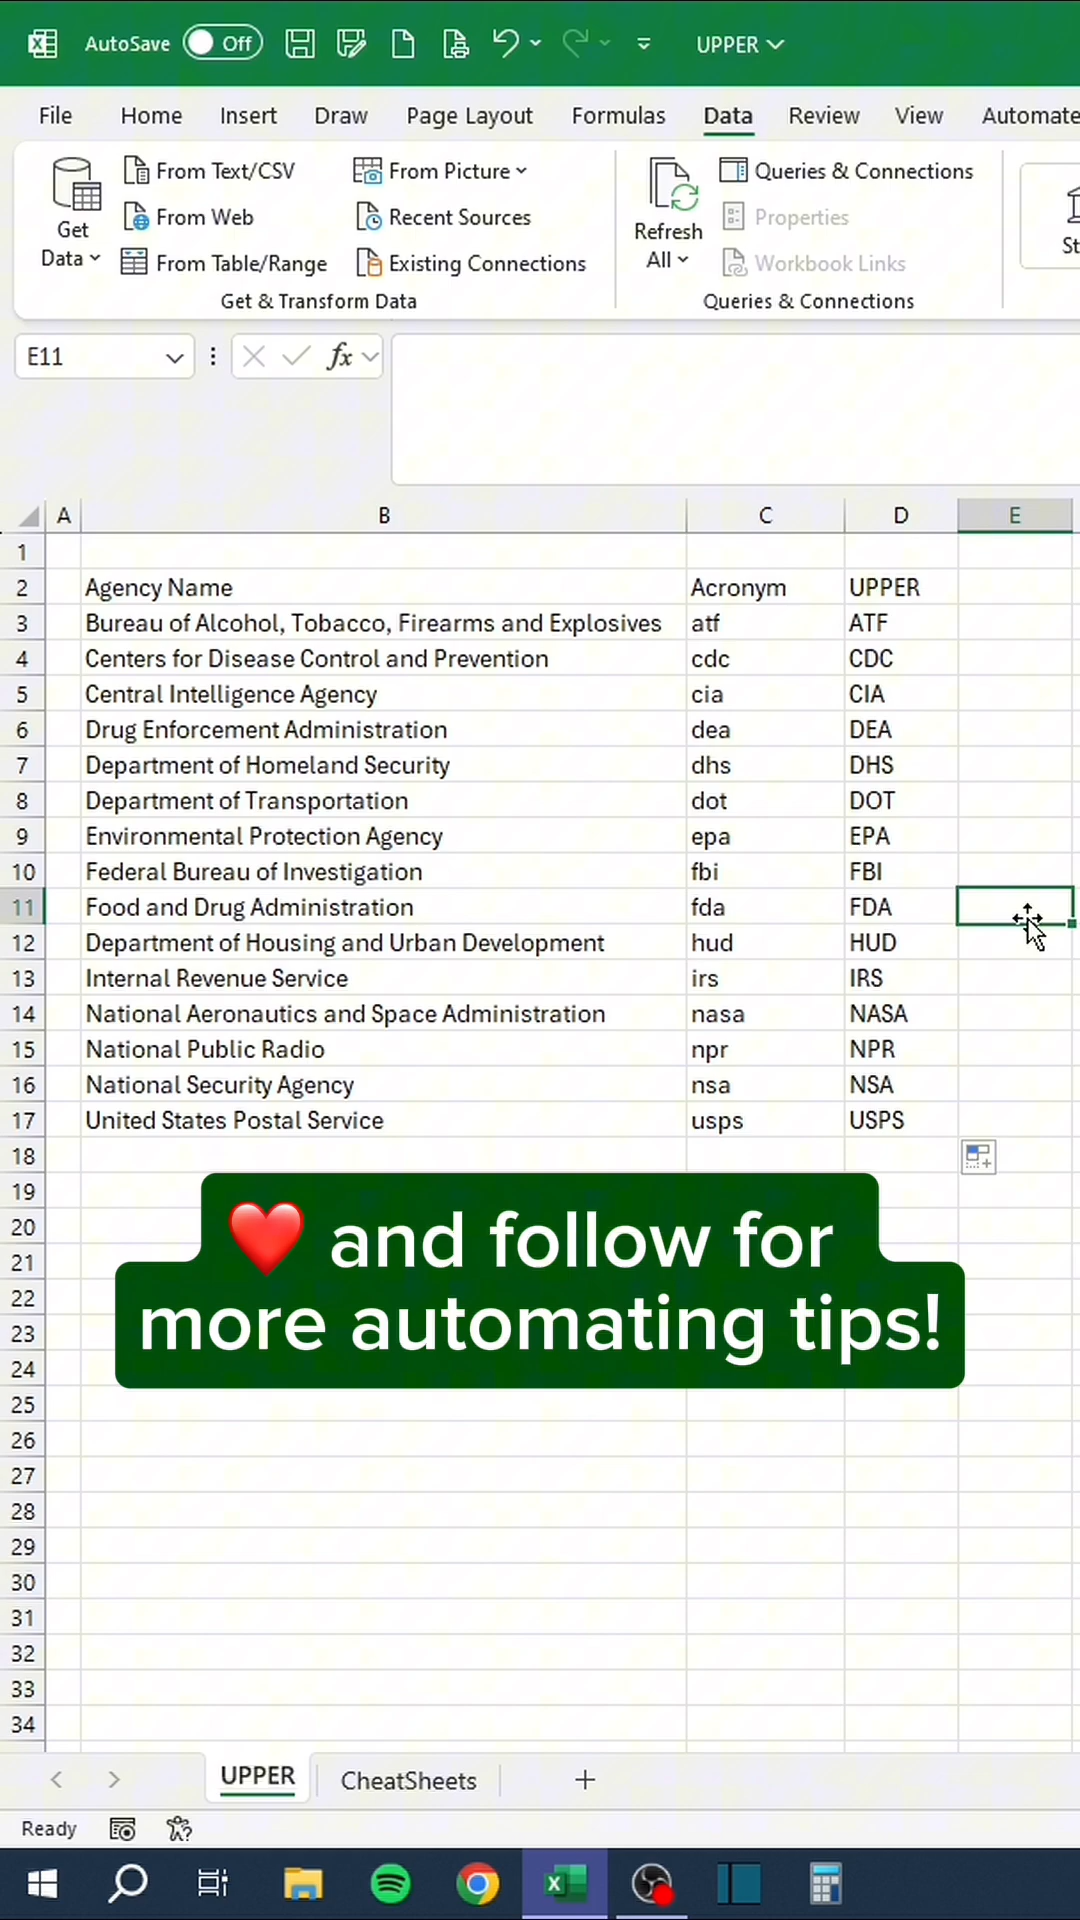 AutoSave Off UPPER
File Home Insert Draw Page Layout Formulas Data Review View Automate
From Text/CSV From Picture Queries & Connections
Get From Web Recent Sources Refresh Properties
Data From Table/Range Existing Connections All Workbook Links
Get & Transform Data Queries & Connections
E11 fx
A B C D E
1
2 Agency Name Acronym UPPER
3 Bureau of Alcohol, Tobacco, Firearms and Explosives atf ATF
4 Centers for Disease Control and Prevention cdc CDC
5 Central Intelligence Agency cia CIA
6 Drug Enforcement Administration dea DEA
7 Department of Homeland Security dhs DHS
8 Department of Transportation dot DOT
9 Environmental Protection Agency epa EPA
10 Federal Bureau of Investigation fbi FBI
11 Food and Drug Administration fda FDA
12 Department of Housing and Urban Development hud HUD
13 Internal Revenue Service irs IRS
14 National Aeronautics and Space Administration nasa NASA
15 National Public Radio npr NPR
16 National Security Agency nsa NSA
17 United States Postal Service usps USPS
18
19
20
21
22
23
24
❤️ and follow for
more automating tips!
25
26
27
28
29
30
31
32
33
34
UPPER CheatSheets
Ready